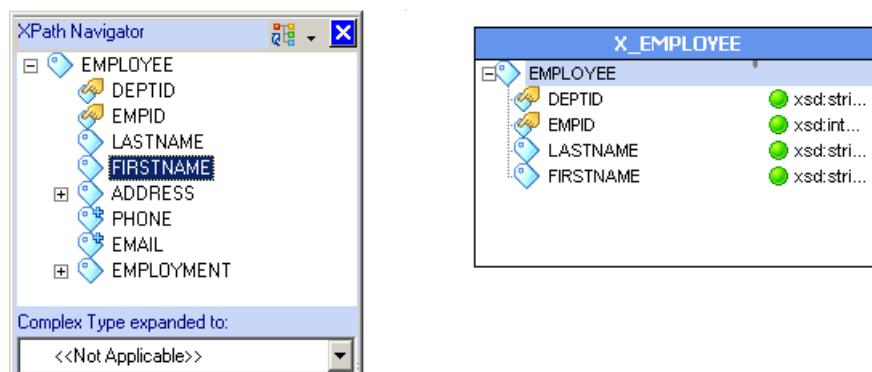 XPath Navigator
EMPLOYEE
DEPTID
EMPID
LASTNAME
FIRSTNAME
ADDRESS
PHONE
EMAIL
EMPLOYMENT
Complex Type expanded to:
<<Not Applicable>>
X_EMPLOYEE
EMPLOYEE
DEPTID xsd:stri...
EMPID xsd:int...
LASTNAME xsd:stri...
FIRSTNAME xsd:stri...